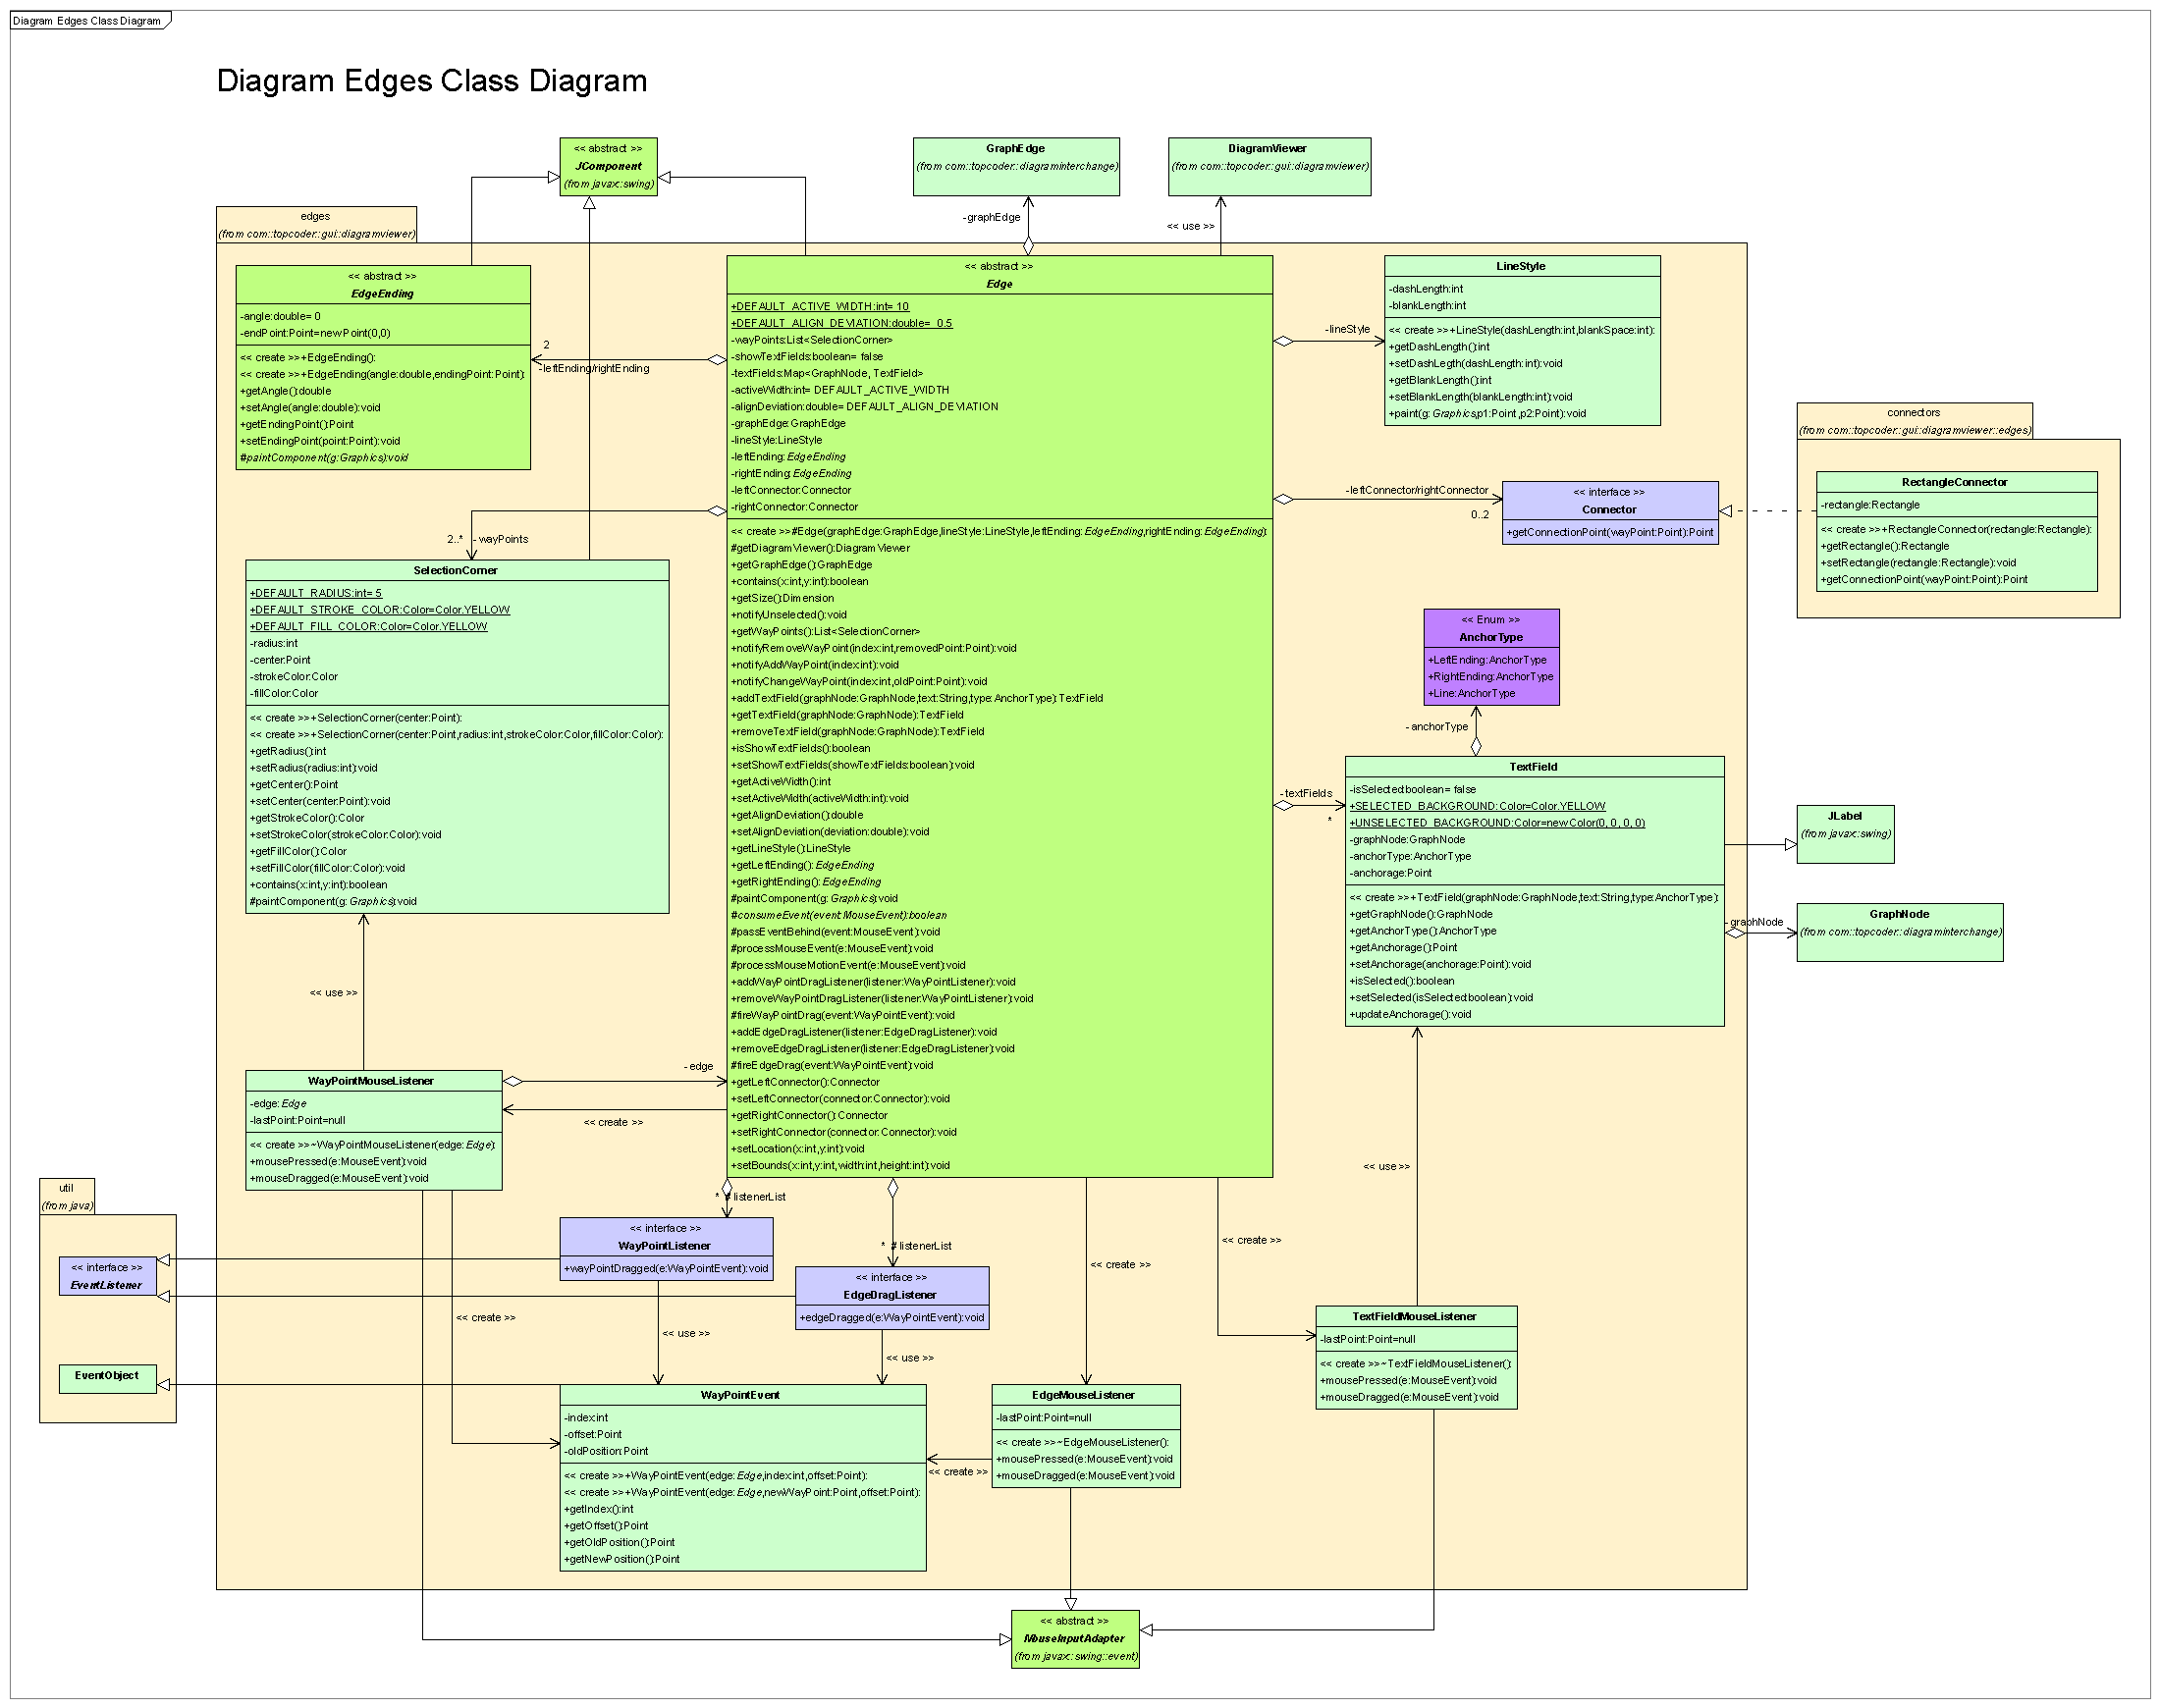 Diagram Edges Class Diagram
Diagram Edges Class Diagram
<< abstract >>
JComponent
(from javax::swing)
GraphEdge
(from com::topcoder::diagraminterchange)
DiagramViewer
(from com::topcoder::gui::diagramviewer)
edges
(from com::topcoder::gui::diagramviewer)
-graphEdge
<< use >>
<< abstract >>
EdgeEnding
-angle:double= 0
-endPoint:Point=newPoint(0,0)
<< create >>+EdgeEnding():
<< create >>+EdgeEnding(angle:double,endingPoint:Point):
+getAngle():double
+setAngle(angle:double):void
+getEndingPoint():Point
+setEndingPoint(point:Point):void
#paintComponent(g:Graphics):void
2
-leftEnding/rightEnding
2..*
-wayPoints
<< abstract >>
Edge
+DEFAULT_ACTIVE_WIDTH:int= 10
+DEFAULT_ALIGN_DEVIATION:double= 0.5
-wayPoints:List<SelectionCorner>
-showTextFields:boolean= false
-textFields:Map<GraphNode, TextField>
-activeWidth:int= DEFAULT_ACTIVE_WIDTH
-alignDeviation:double= DEFAULT_ALIGN_DEVIATION
-graphEdge:GraphEdge
-lineStyle:LineStyle
-leftEnding:EdgeEnding
-rightEnding:EdgeEnding
-leftConnector:Connector
-rightConnector:Connector
<< create >>#Edge(graphEdge:GraphEdge,lineStyle:LineStyle,leftEnding:EdgeEnding,rightEnding:EdgeEnding):
#getDiagramViewer():DiagramViewer
+getGraphEdge():GraphEdge
+contains(x:int,y:int):boolean
+getSize():Dimension
+notifyUnselected():void
+getWayPoints():List<SelectionCorner>
+notifyRemoveWayPoint(index:int,removedPoint:Point):void
+notifyAddWayPoint(index:int):void
+notifyChangeWayPoint(index:int,oldPoint:Point):void
+addTextField(graphNode:GraphNode,text:String,type:AnchorType):TextField
+getTextField(graphNode:GraphNode):TextField
+removeTextField(graphNode:GraphNode):TextField
+isShowTextFields():boolean
+setShowTextFields(showTextFields:boolean):void
+getActiveWidth():int
+setActiveWidth(activeWidth:int):void
+getAlignDeviation():double
+setAlignDeviation(deviation:double):void
+getLineStyle():LineStyle
+getLeftEnding():EdgeEnding
+getRightEnding():EdgeEnding
#paintComponent(g:Graphics):void
#consumeEvent(event:MouseEvent):boolean
#passEventBehind(event:MouseEvent):void
#processMouseEvent(e:MouseEvent):void
#processMouseMotionEvent(e:MouseEvent):void
+addWayPointDragListener(listener:WayPointListener):void
+removeWayPointDragListener(listener:WayPointListener):void
#fireWayPointDrag(event:WayPointEvent):void
+addEdgeDragListener(listener:EdgeDragListener):void
+removeEdgeDragListener(listener:EdgeDragListener):void
#fireEdgeDrag(event:WayPointEvent):void
+getLeftConnector():Connector
+setLeftConnector(connector:Connector):void
+getRightConnector():Connector
+setRightConnector(connector:Connector):void
+setLocation(x:int,y:int):void
+setBounds(x:int,y:int,width:int,height:int):void
LineStyle
-dashLength:int
-blankLength:int
<< create >>+LineStyle(dashLength:int,blankSpace:int):
+getDashLength():int
+setDashLegth(dashLength:int):void
+getBlankLength():int
+setBlankLength(blankLength:int):void
+paint(g:Graphics,p1:Point,p2:Point):void
-lineStyle
-leftConnector/rightConnector
0..2
<< interface >>
Connector
+getConnectionPoint(wayPoint:Point):Point
connectors
(from com::topcoder::gui::diagramviewer::edges)
RectangleConnector
-rectangle:Rectangle
<< create >>+RectangleConnector(rectangle:Rectangle):
+getRectangle():Rectangle
+setRectangle(rectangle:Rectangle):void
+getConnectionPoint(wayPoint:Point):Point
SelectionCorner
+DEFAULT_RADIUS:int= 5
+DEFAULT_STROKE_COLOR:Color=Color.YELLOW
+DEFAULT_FILL_COLOR:Color=Color.YELLOW
-radius:int
-center:Point
-strokeColor:Color
-fillColor:Color
<< create >>+SelectionCorner(center:Point):
<< create >>+SelectionCorner(center:Point,radius:int,strokeColor:Color,fillColor:Color):
+getRadius():int
+setRadius(radius:int):void
+getCenter():Point
+setCenter(center:Point):void
+getStrokeColor():Color
+setStrokeColor(strokeColor:Color):void
+getFillColor():Color
+setFillColor(fillColor:Color):void
+contains(x:int,y:int):boolean
#paintComponent(g:Graphics):void
<< Enum >>
AnchorType
+LeftEnding:AnchorType
+RightEnding:AnchorType
+Line:AnchorType
-anchorType
-textFields
*
TextField
-isSelected:boolean= false
+SELECTED_BACKGROUND:Color=Color.YELLOW
+UNSELECTED_BACKGROUND:Color=newColor(0, 0, 0, 0)
-graphNode:GraphNode
-anchorType:AnchorType
-anchorage:Point
<< create >>+TextField(graphNode:GraphNode,text:String,type:AnchorType):
+getGraphNode():GraphNode
+getAnchorType():AnchorType
+getAnchorage():Point
+setAnchorage(anchorage:Point):void
+isSelected():boolean
+setSelected(isSelected:boolean):void
+updateAnchorage():void
JLabel
(from javax::swing)
-graphNode
GraphNode
(from com::topcoder::diagraminterchange)
<< use >>
-edge
<< create >>
WayPointMouseListener
-edge:Edge
-lastPoint:Point=null
<< create >>~WayPointMouseListener(edge:Edge):
+mousePressed(e:MouseEvent):void
+mouseDragged(e:MouseEvent):void
<< use >>
util
(from java)
<< interface >>
EventListener
EventObject
* #listenerList
<< interface >>
WayPointListener
+wayPointDragged(e:WayPointEvent):void
* #listenerList
<< interface >>
EdgeDragListener
+edgeDragged(e:WayPointEvent):void
<< create >>
<< create >>
<< create >>
<< use >>
<< use >>
TextFieldMouseListener
-lastPoint:Point=null
<< create >>~TextFieldMouseListener():
+mousePressed(e:MouseEvent):void
+mouseDragged(e:MouseEvent):void
WayPointEvent
-index:int
-offset:Point
-oldPosition:Point
<< create >>+WayPointEvent(edge:Edge,index:int,offset:Point):
<< create >>+WayPointEvent(edge:Edge,newWayPoint:Point,offset:Point):
+getIndex():int
+getOffset():Point
+getOldPosition():Point
+getNewPosition():Point
<< create >>
EdgeMouseListener
-lastPoint:Point=null
<< create >>~EdgeMouseListener():
+mousePressed(e:MouseEvent):void
+mouseDragged(e:MouseEvent):void
<< abstract >>
MouseInputAdapter
(from javax::swing::event)